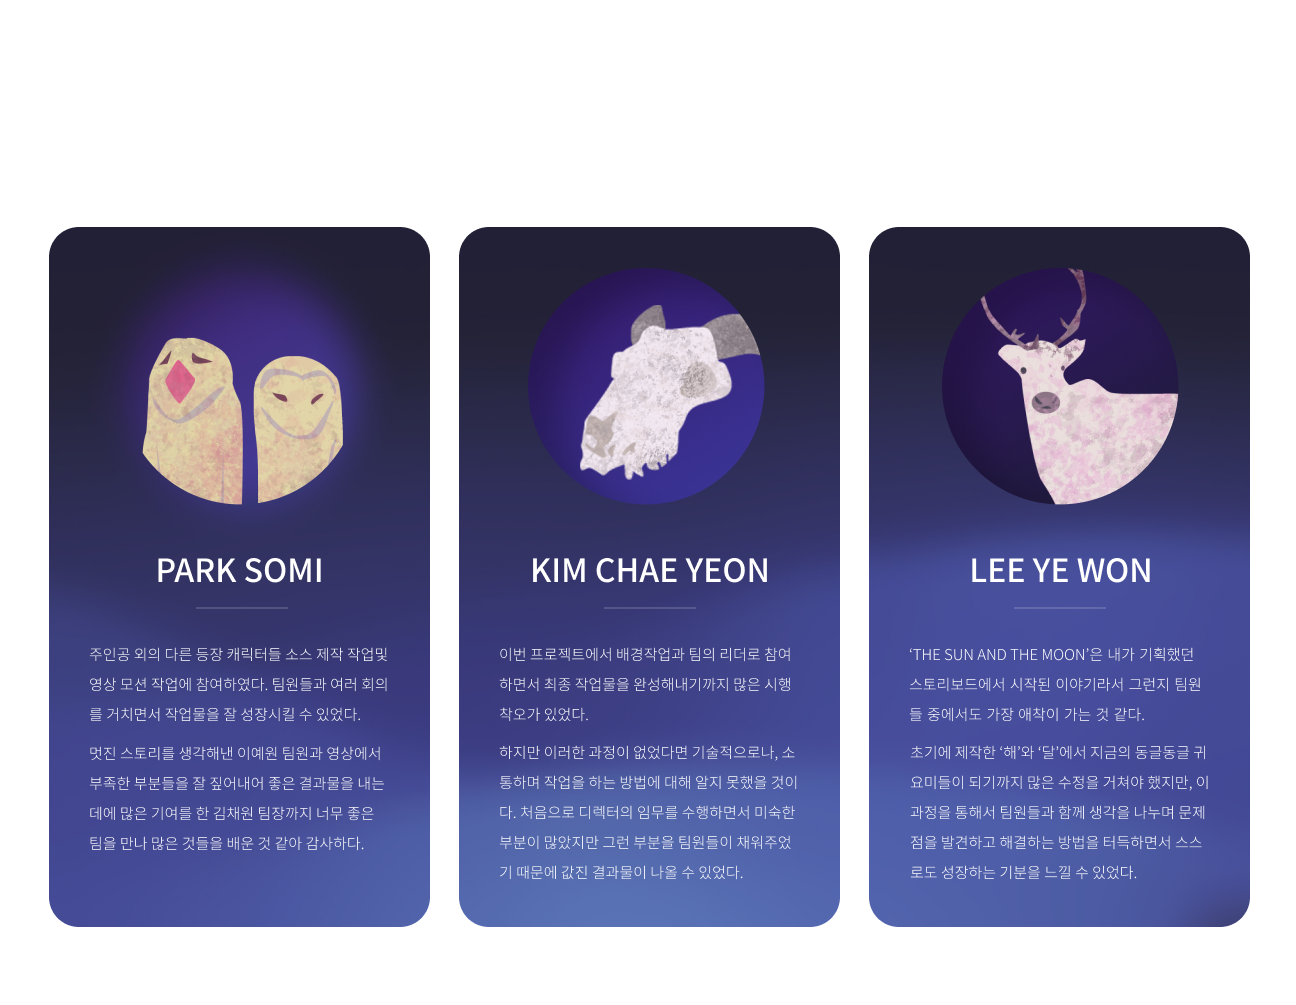 PARK SOMI
주인공 외의 다른 등장 캐릭터들 소스 제작 작업및
영상 모션 작업에 참여하였다. 팀원들과 여러 회의
를 거치면서 작업물을 잘 성장시킬 수 있었다.
멋진 스토리를 생각해낸 이예원 팀원과 영상에서
부족한 부분들을 잘 짚어내어 좋은 결과물을 내는
데에 많은 기여를 한 김채원 팀장까지 너무 좋은
팀을 만나 많은 것들을 배운 것 같아 감사하다.
KIM CHAE YEON
이번 프로젝트에서 배경작업과 팀의 리더로 참여
하면서 최종 작업물을 완성해내기까지 많은 시행
착오가 있었다.
하지만 이러한 과정이 없었다면 기술적으로나, 소
통하며 작업을 하는 방법에 대해 알지 못했을 것이
다. 처음으로 디렉터의 임무를 수행하면서 미숙한
부분이 많았지만 그런 부분을 팀원들이 채워주었
기 때문에 값진 결과물이 나올 수 있었다.
LEE YE WON
‘THE SUN AND THE MOON’은 내가 기획했던
스토리보드에서 시작된 이야기라서 그런지 팀원
들 중에서도 가장 애착이 가는 것 같다.
초기에 제작한 ‘해’와 ‘달’에서 지금의 동글동글 귀
요미들이 되기까지 많은 수정을 거쳐야 했지만, 이
과정을 통해서 팀원들과 함께 생각을 나누며 문제
점을 발견하고 해결하는 방법을 터득하면서 스스
로도 성장하는 기분을 느낄 수 있었다.